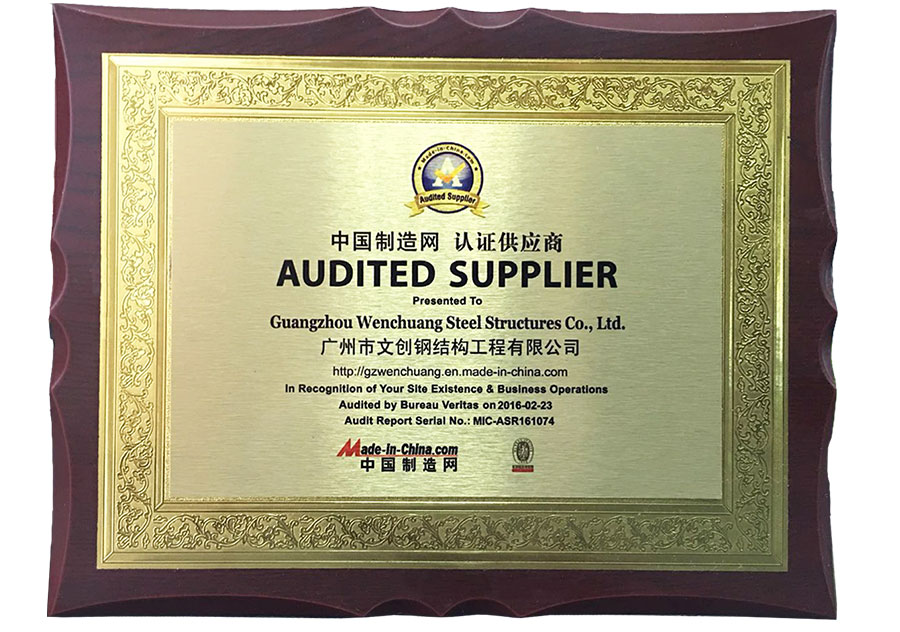 Made-in-China.com
Audited Supplier
中国制造网 认证供应商
AUDITED SUPPLIER
Presented To
Guangzhou Wenchuang Steel Structures Co., Ltd.
广州市文创钢结构工程有限公司
http://gzwenchuang.en.made-in-china.com
In Recognition of Your Site Existence & Business Operations
Audited by Bureau Veritas on 2016-02-23
Audit Report Serial No.: MIC-ASR161074
Made-in-China.com
中国制造网